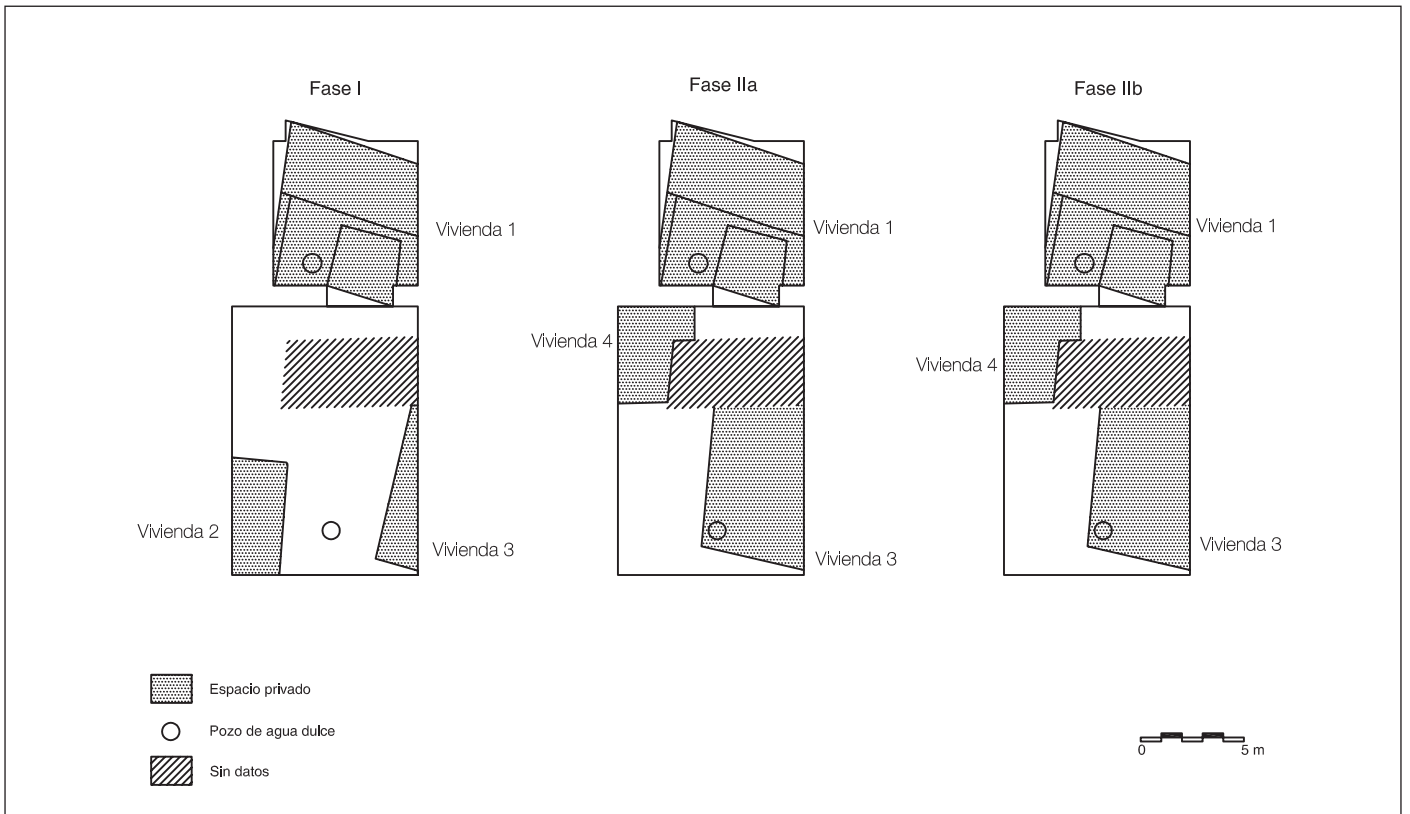 Fase I
Fase IIa
Fase IIb
Vivienda 1
Vivienda 1
Vivienda 1
Vivienda 4
Vivienda 4
Vivienda 2
Vivienda 3
Vivienda 3
Vivienda 3
Espacio privado
Pozo de agua dulce
Sin datos
0 5 m